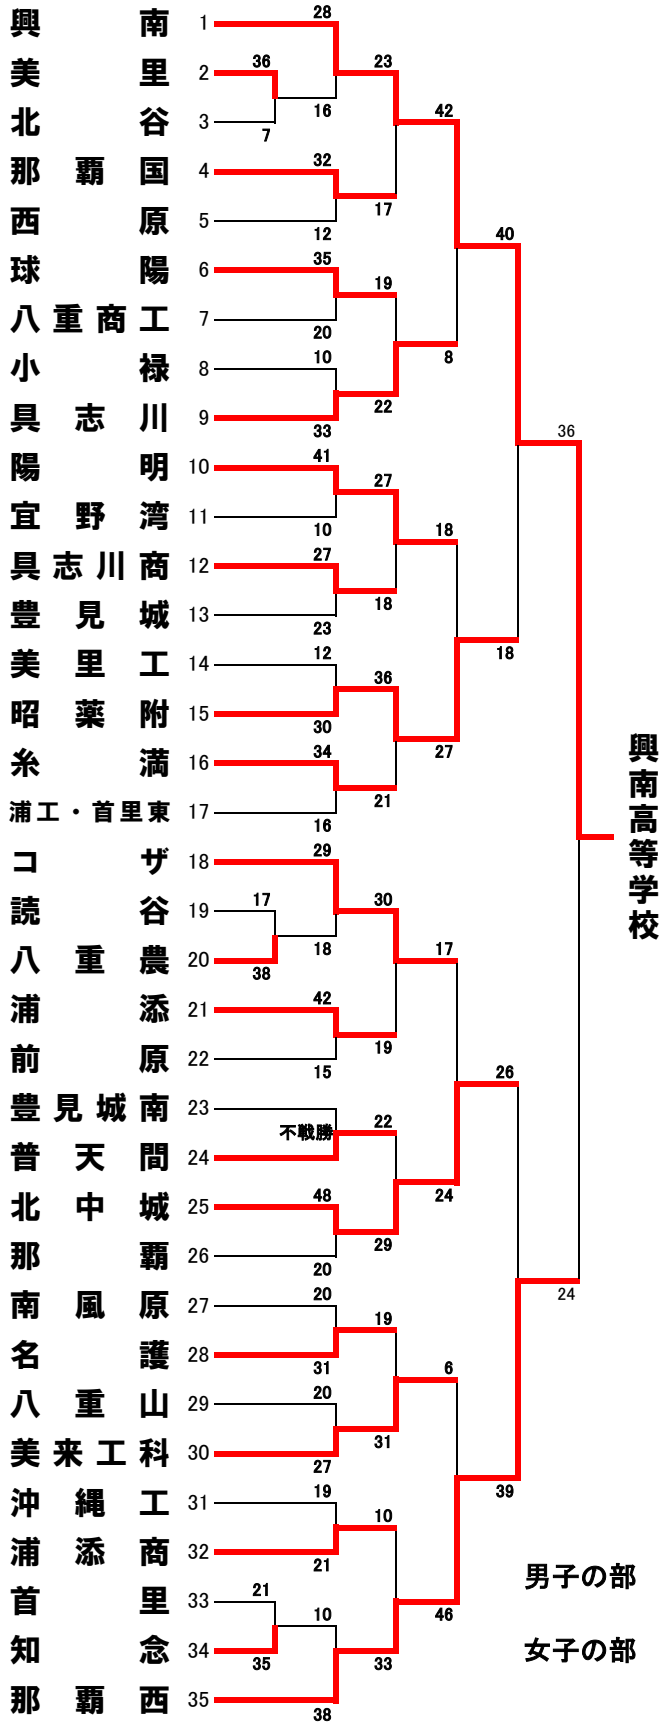 興南 1
28
美里 2
36
23
北谷 3
7
16
42
那覇国 4
32
17
西原 5
12
40
球陽 6
35
19
八重商工 7
20
小禄 8
10
8
具志川 9
33
22
陽明 10
41
27
36
宜野湾 11
10
18
具志川商 12
27
18
豊見城 13
23
美里工 14
12
18
昭薬附 15
30
36
糸満 16
34
21
27
浦工・首里東 17
16
コザ 18
29
読谷 19
17
30
八重農 20
38
18
17
浦添 21
42
19
前原 22
15
26
豊見城南 23
不戦勝
22
普天間 24
北中城 25
48
29
24
那覇 26
20
南風原 27
20
19
24
名護 28
31
八重山 29
20
6
美来工科 30
27
31
沖縄工 31
19
10
39
浦添商 32
21
首里 33
21
10
46
知念 34
35
33
那覇西 35
38
興南高等学校
男子の部
女子の部